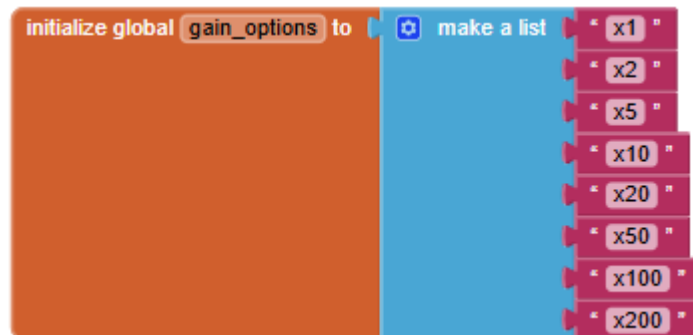 initialize global gain_options to make a list " x1 "
" x2 "
" x5 "
" x10 "
" x20 "
" x50 "
" x100 "
" x200 "